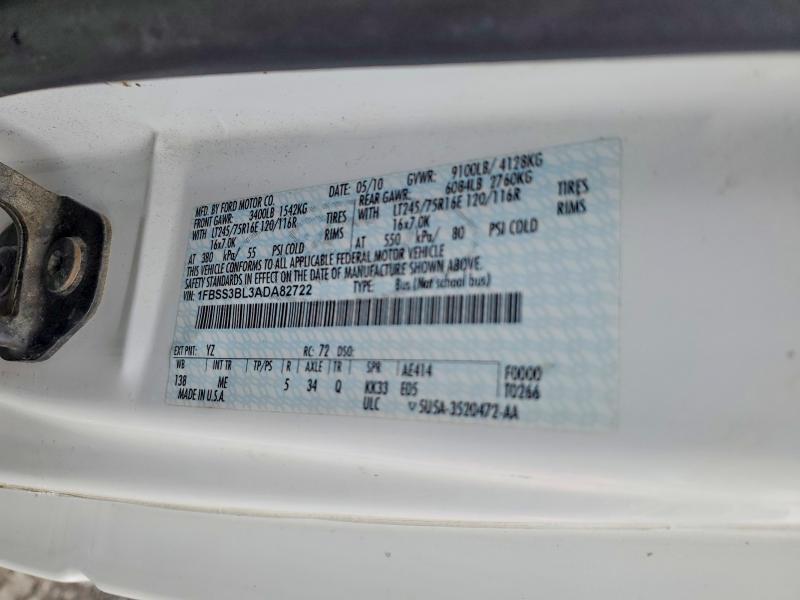 MFD. BY FORD MOTOR CO. 05/10 GVWR: 9100LB/ 4128KG
FRONT GAWR: 3400LB 1542KG REAR GAWR: 6084LB 2760KG
WITH LT245/75R16E 120/116R TIRES WITH LT245/75R16E 120/116R TIRES
16x7.0K RIMS 16x7.0K RIMS
AT 380 kPa/ 55 PSI COLD AT 550 kPa/ 80 PSI COLD
THIS VEHICLE CONFORMS TO ALL APPLICABLE FEDERAL MOTOR VEHICLE
SAFETY STANDARDS IN EFFECT ON THE DATE OF MANUFACTURE SHOWN ABOVE.
VIN: 1FBSS3BL3ADA82722 TYPE: Bus (Not school bus)
EXT PNT: YZ RC: 72 DSO:
WB INT TR TP/PS R AXLE TR SPR AE414 F0000
138 ME 5 34 Q KK33 E05 T0266
MADE IN U.S.A. ULC 5U5A-3520472-AA